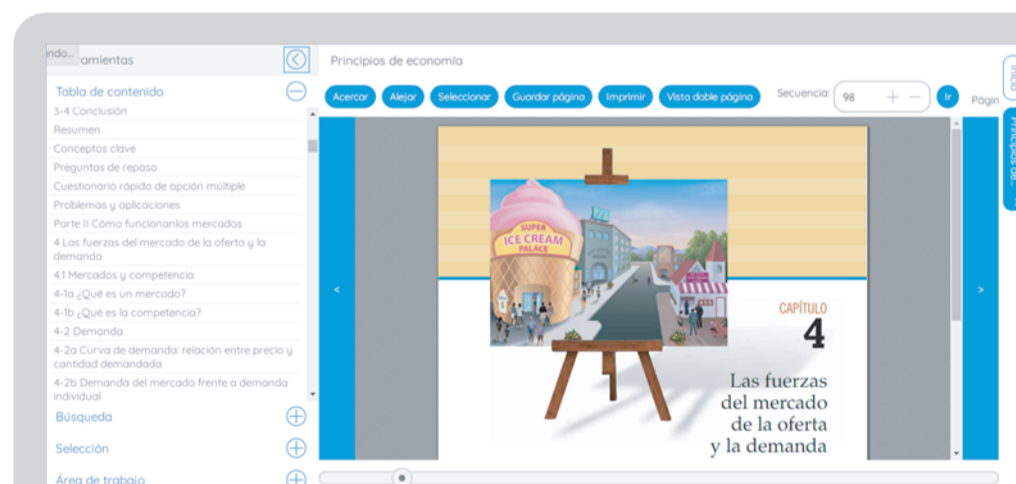 ndo...
amientas
Tabla de contenido
3-4 Conclusión
Resumen
Conceptos clave
Preguntas de repaso
Cuestionario rápido de opción múltiple
Problemas y aplicaciones
Parte II Cómo funcionanlos mercados
4 Las fuerzas del mercado de la oferta y la
demanda
4.1 Mercados y competencia
4-1a ¿Qué es un mercado?
4-1b ¿Qué es la competencia?
4-2 Demanda
4-2a Curva de demanda: relación entre precio y
cantidad demandada
4-2b Demanda del mercado frente a demanda
individual
Búsqueda
Selección
Área de trabajo
Principios de economía
Acercar Alejar Seleccionar Guardar página Imprimir Vista doble página Secuencia: 98 + − Ir Págin
Inicio
Principios de...
<
>
SUPER
ICE CREAM
PALACE
CAPÍTULO
4
Las fuerzas
del mercado
de la oferta
y la demanda